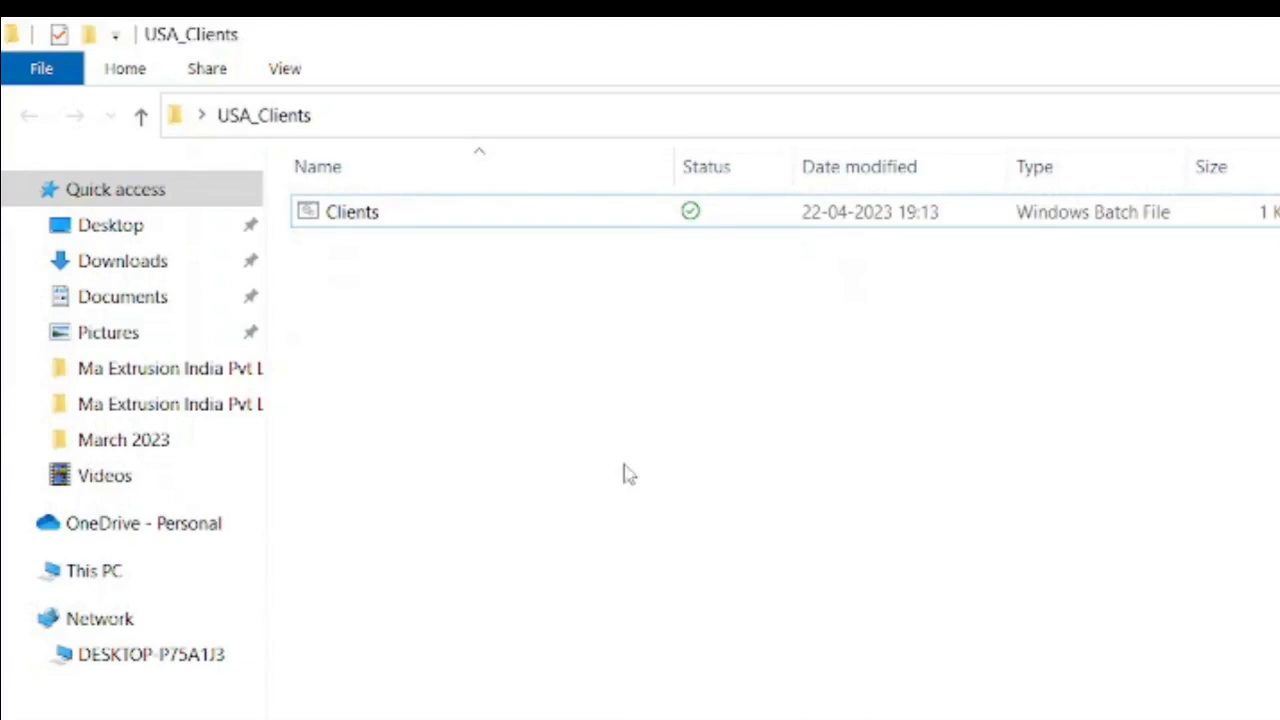 USA_Clients
File Home Share View
USA_Clients
Name Status Date modified Type Size
Quick access
Clients 22-04-2023 19:13 Windows Batch File 1 K
Desktop
Downloads
Documents
Pictures
Ma Extrusion India Pvt L
Ma Extrusion India Pvt L
March 2023
Videos
OneDrive - Personal
This PC
Network
DESKTOP-P75A1J3